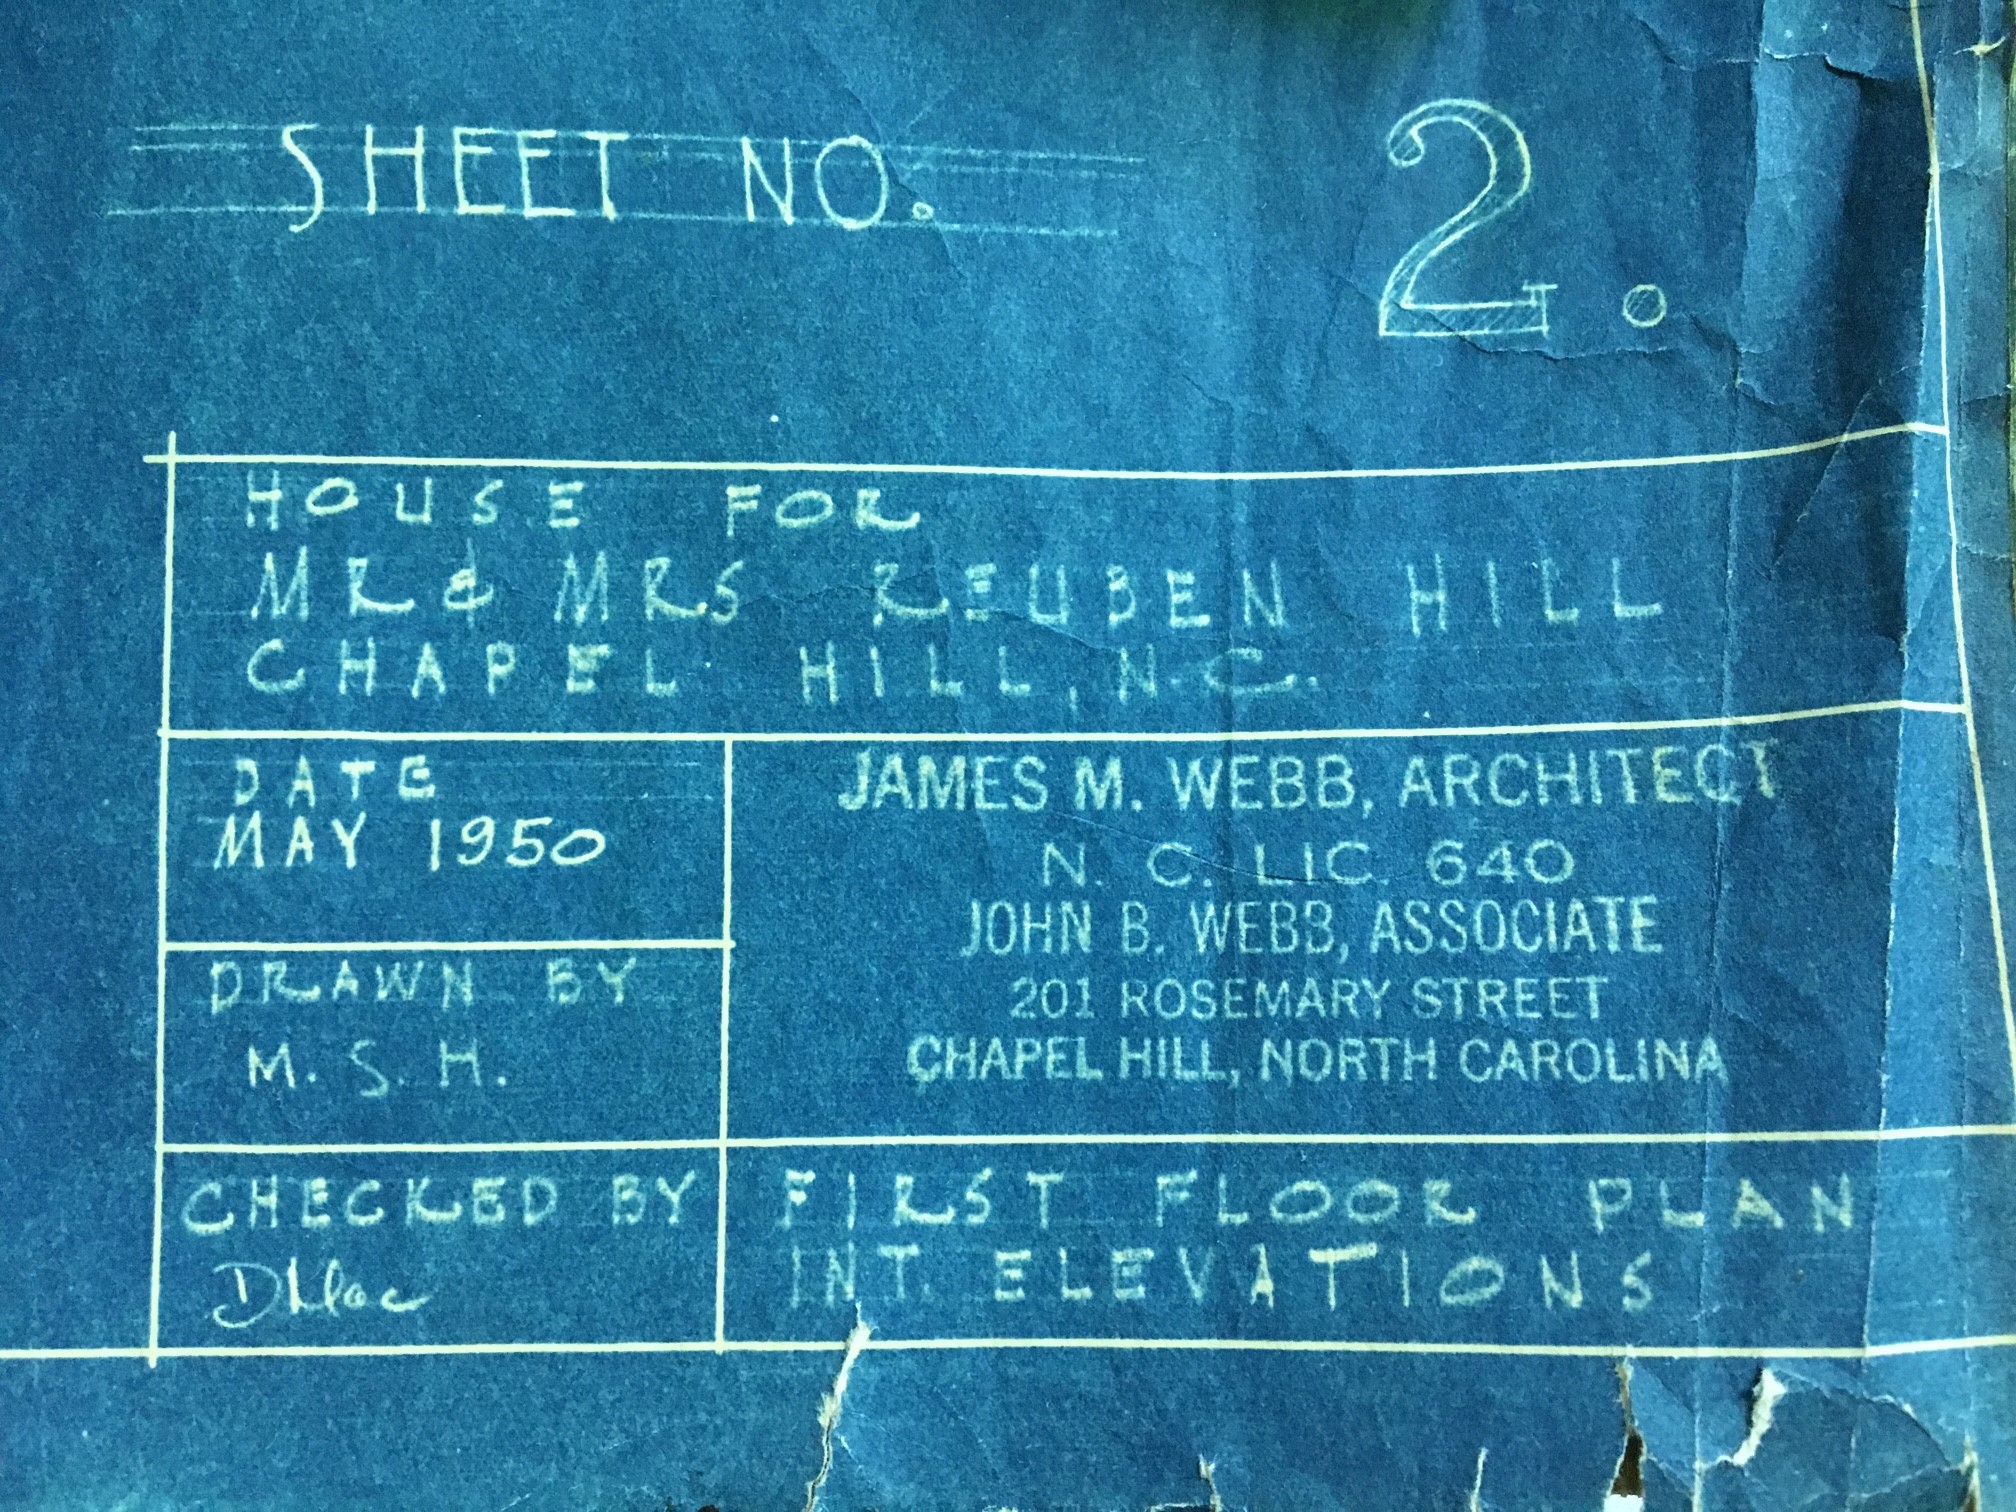 SHEET NO. 2.
HOUSE FOR
MR & MRS REUBEN HILL
CHAPEL HILL, N.C.
DATE
MAY 1950
DRAWN BY
M. S. H.
CHECKED BY
JAMES M. WEBB, ARCHITECT
N. C. LIC. 640
JOHN B. WEBB, ASSOCIATE
201 ROSEMARY STREET
CHAPEL HILL, NORTH CAROLINA
FIRST FLOOR PLAN
INT. ELEVATIONS